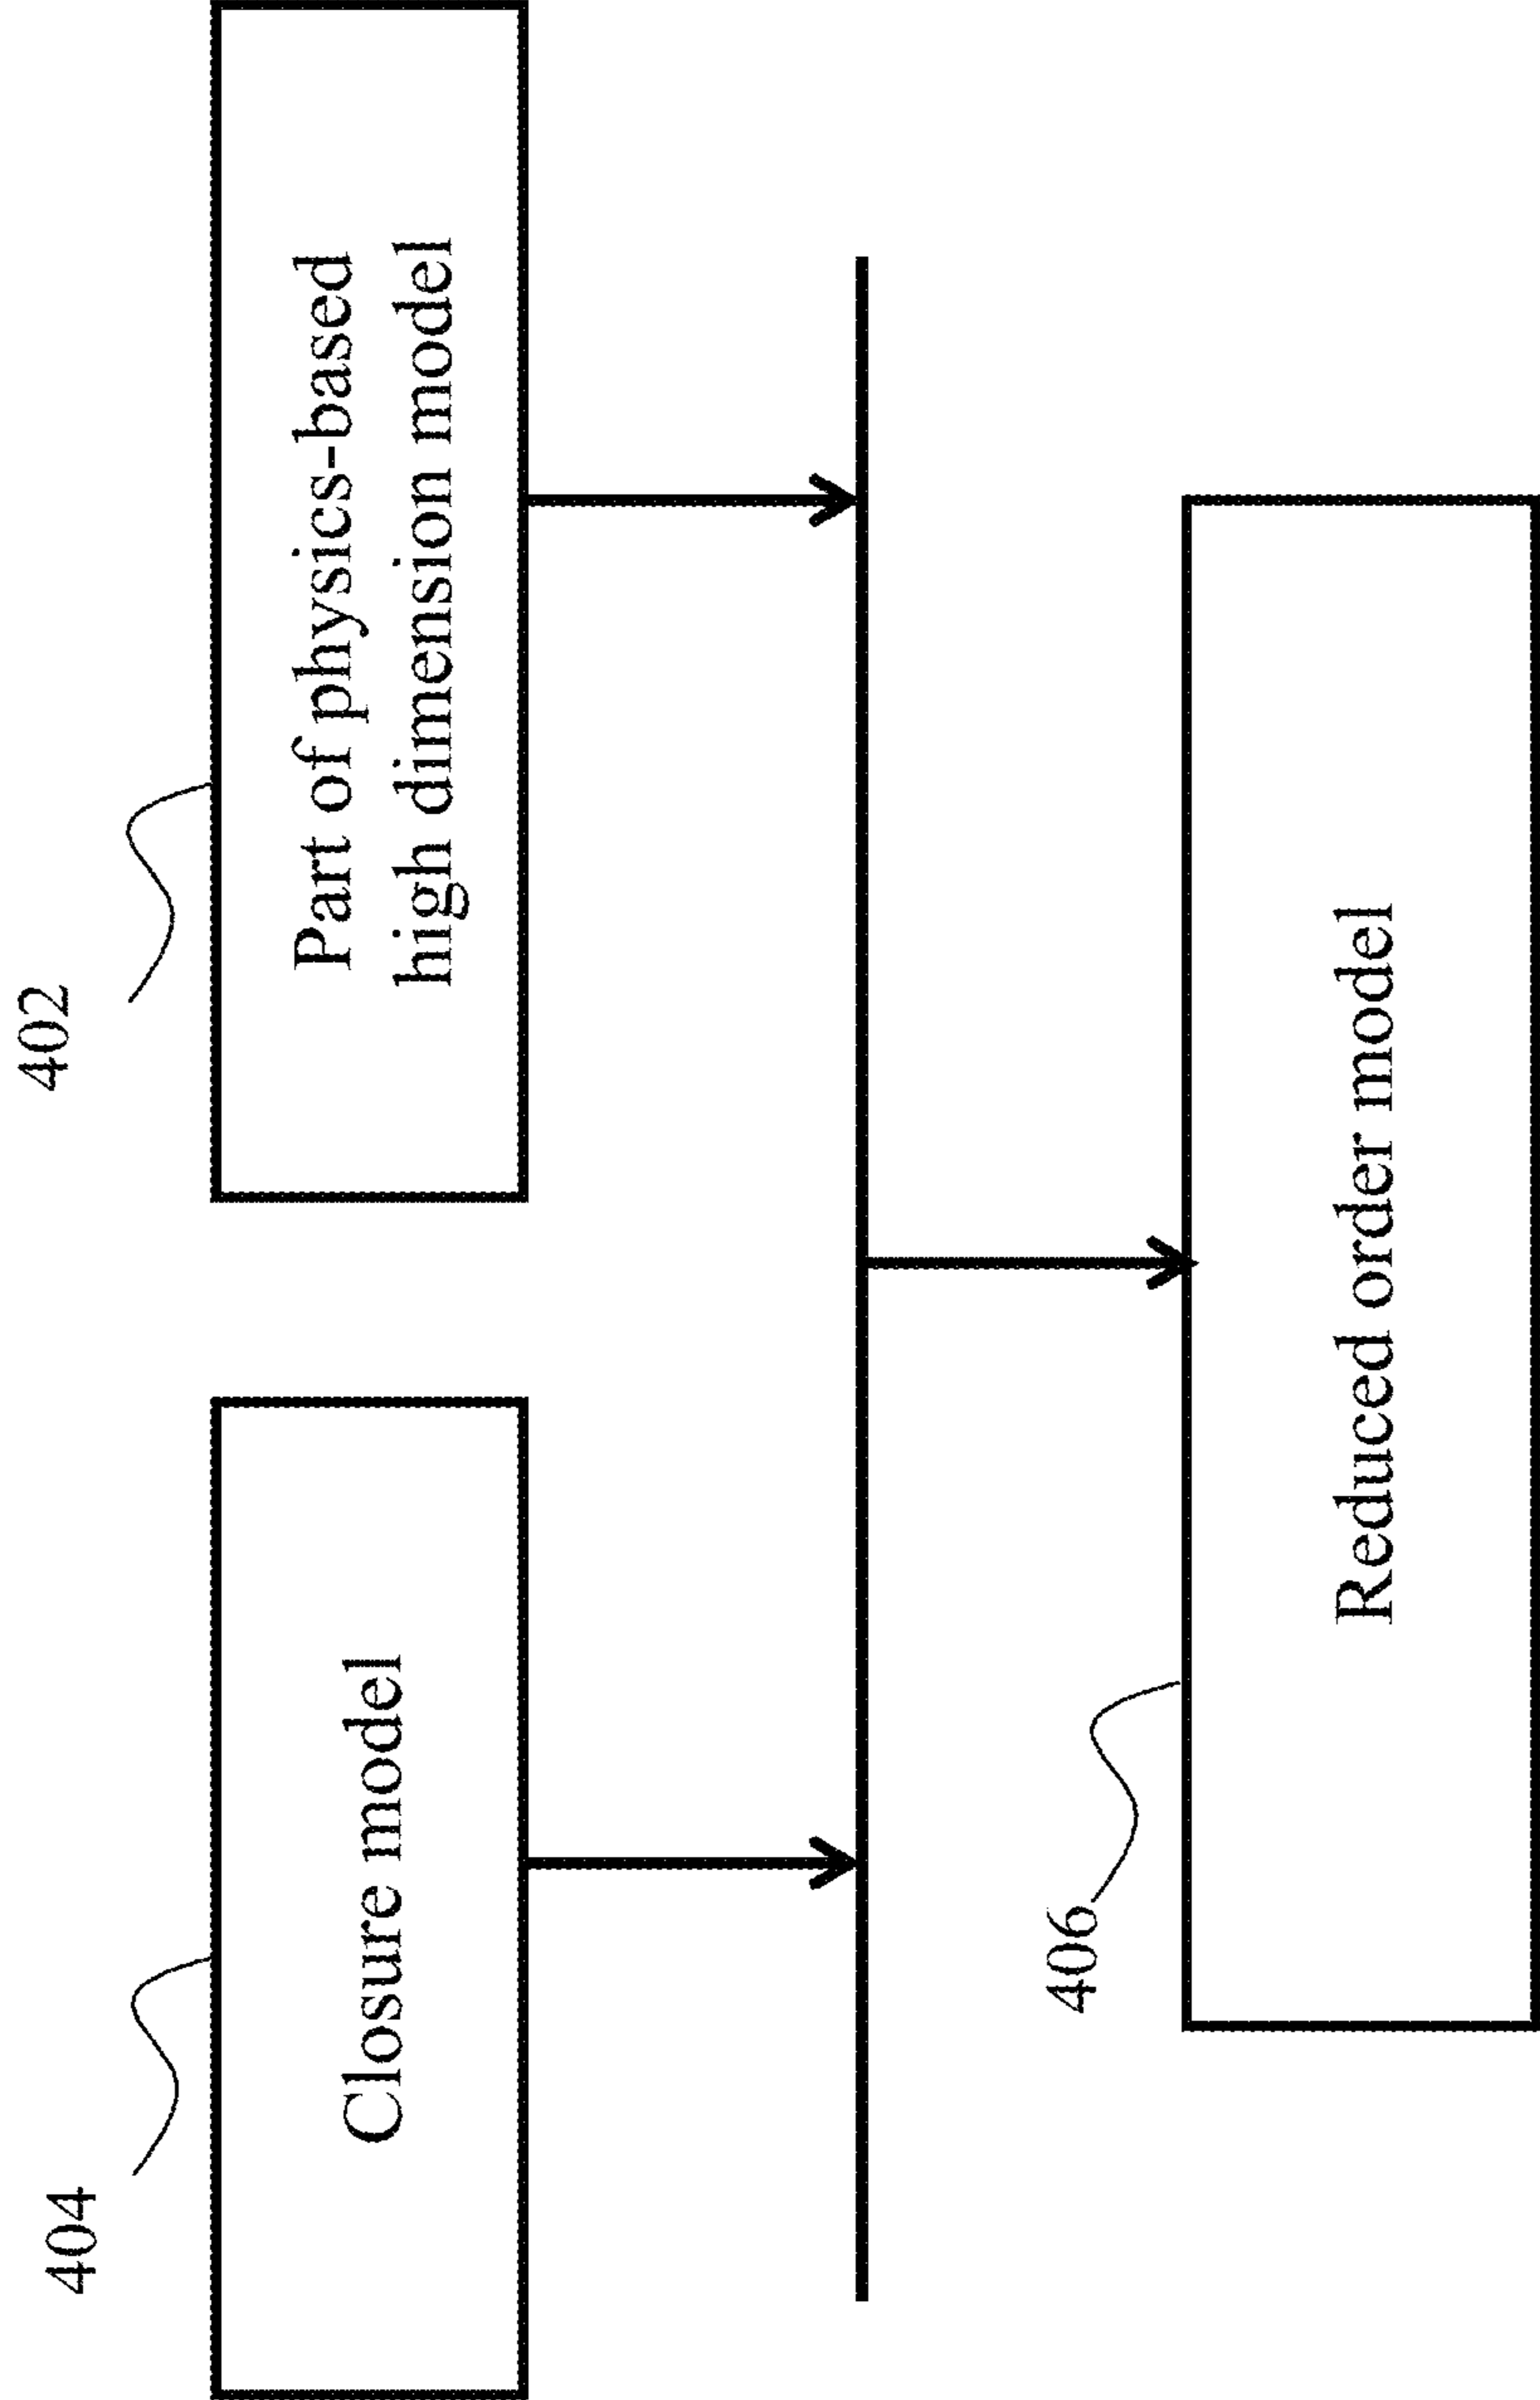 404
Closure model
402
Part of physics-based
high dimension model
406
Reduced order model